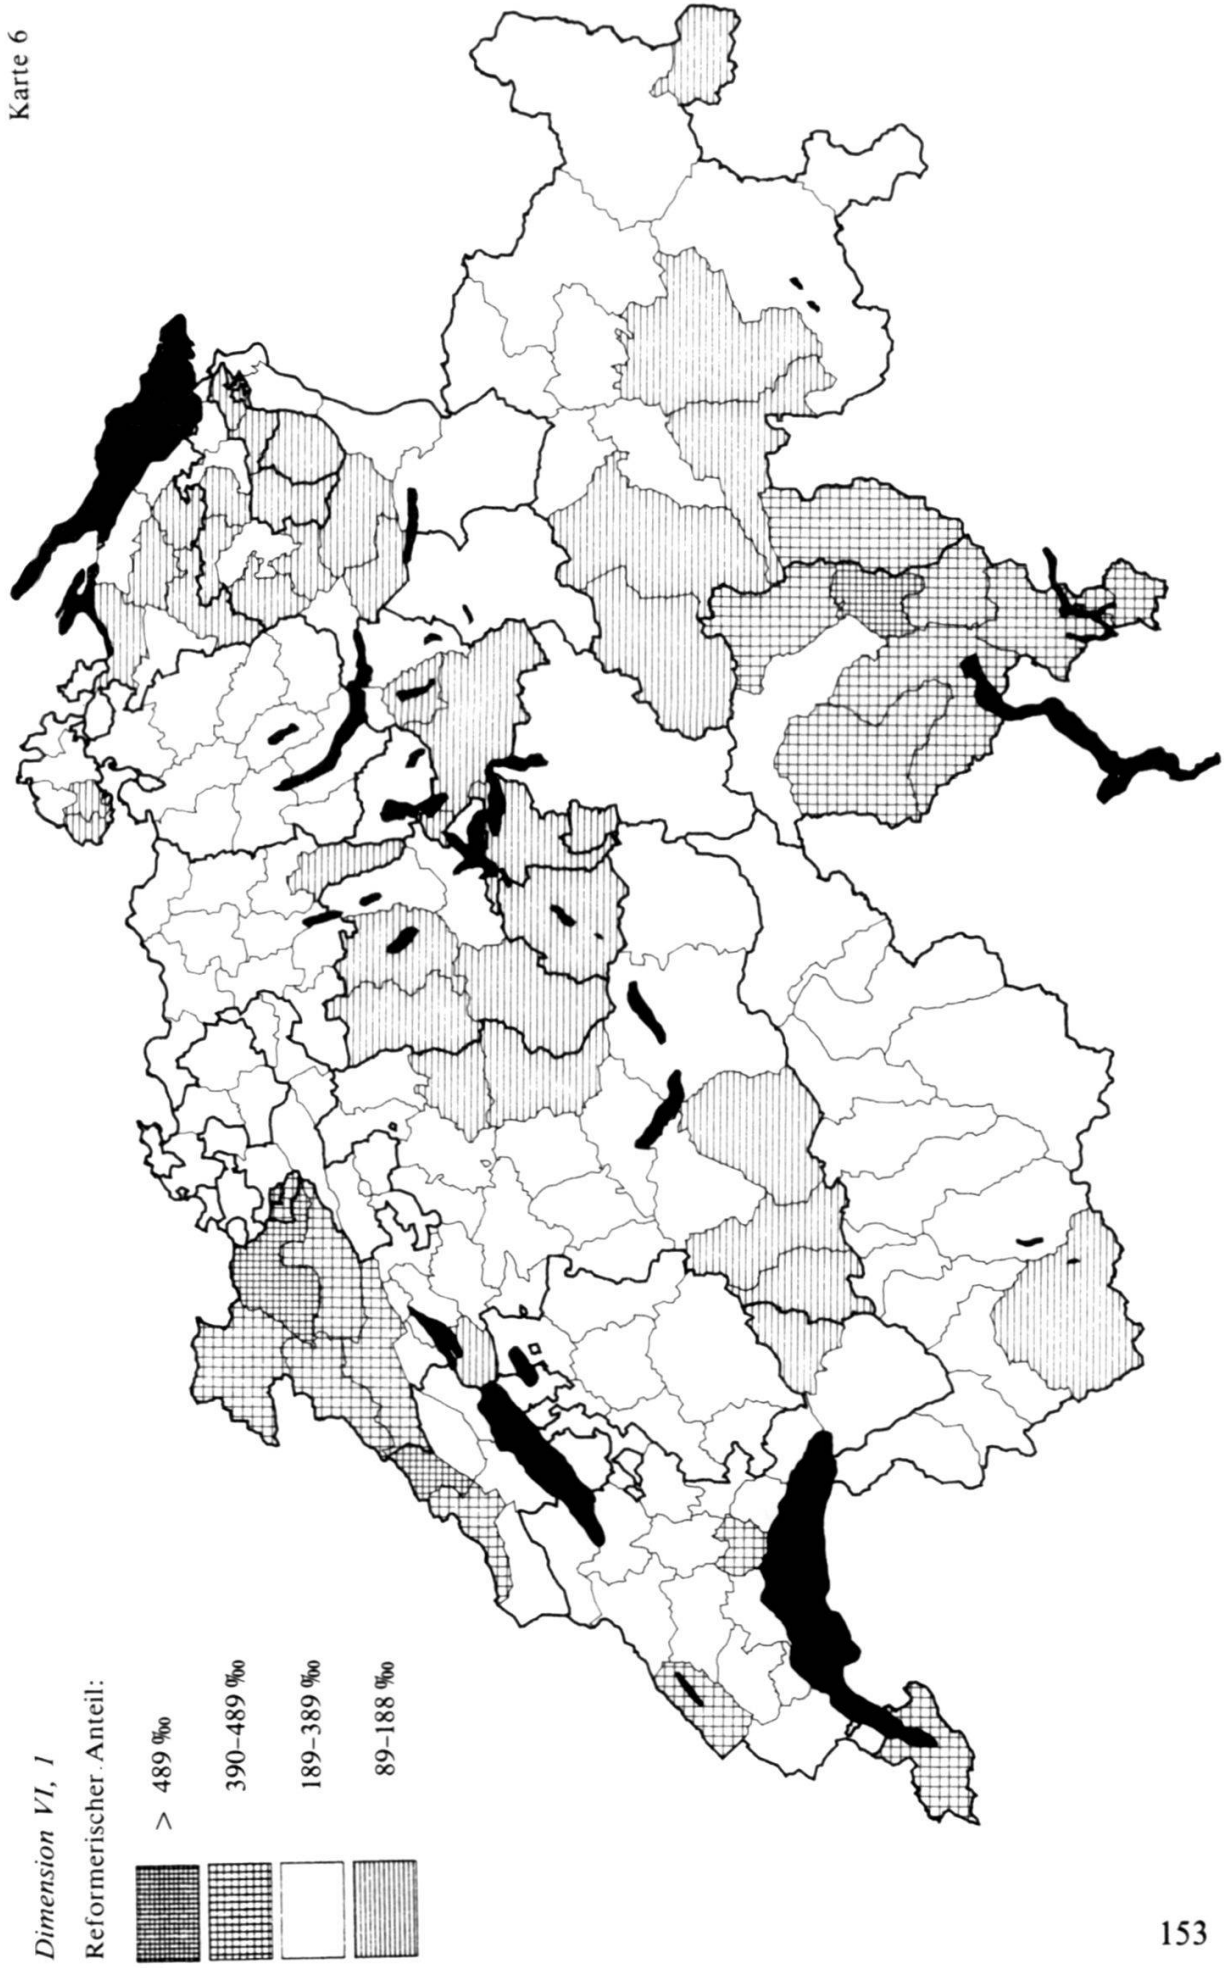 Karte 6
Dimension VI, 1
Reformerischer Anteil:
> 489 ‰
390–489 ‰
189–389 ‰
89–188 ‰
153